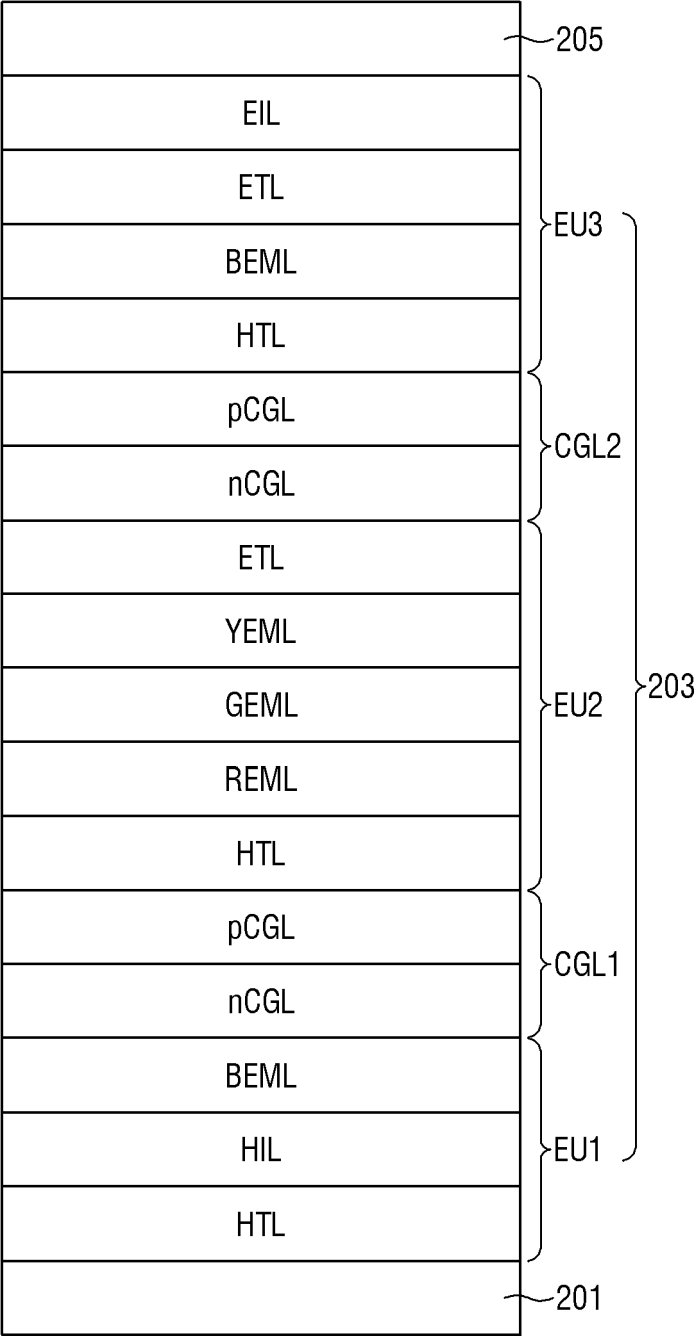 205
EIL
ETL
EU3
BEML
HTL
pCGL
CGL2
nCGL
ETL
YEML
203
GEML
EU2
REML
HTL
pCGL
CGL1
nCGL
BEML
HIL
EU1
HTL
201